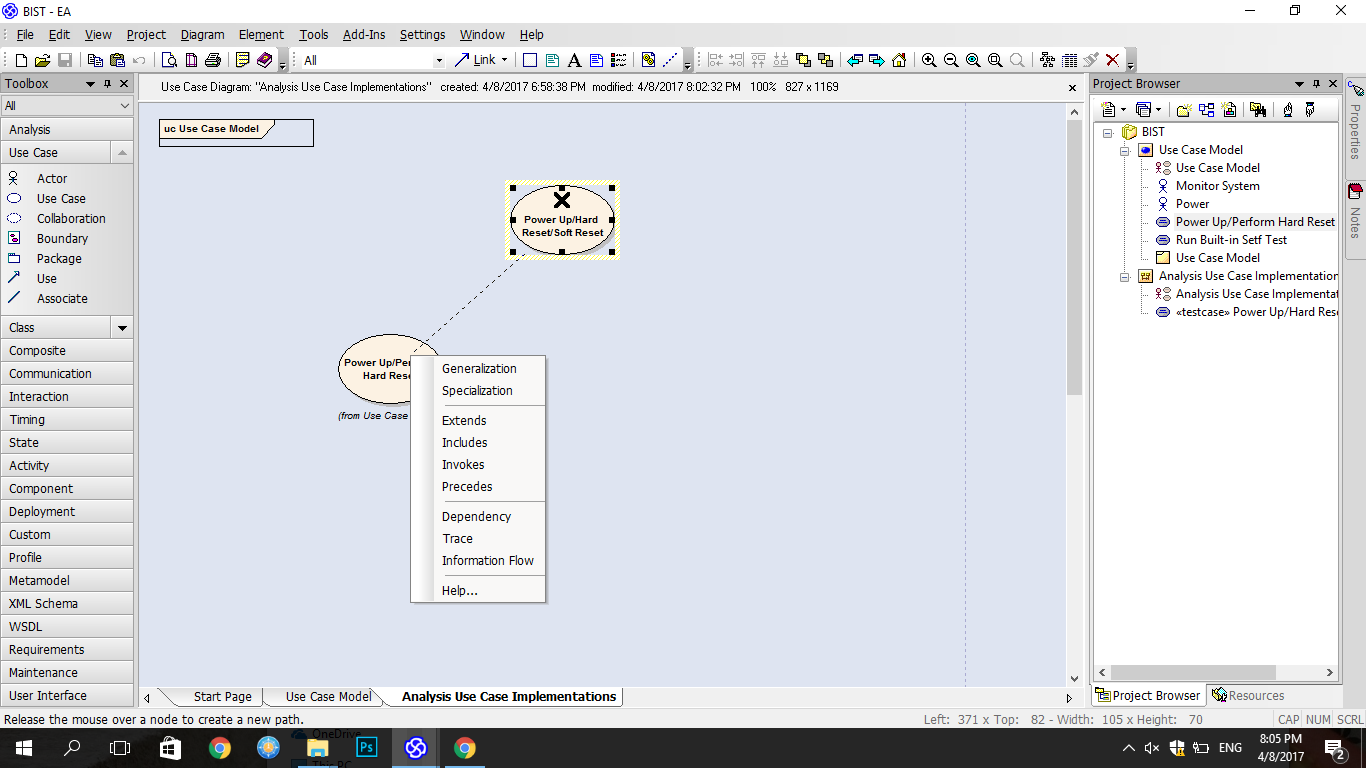 BIST - EA
File Edit View Project Diagram Element Tools Add-Ins Settings Window Help
All
Link
A
Toolbox
All
Analysis
Use Case
Actor
Use Case
Collaboration
Boundary
Package
Use
Associate
Class
Composite
Communication
Interaction
Timing
State
Activity
Component
Deployment
Custom
Profile
Metamodel
XML Schema
WSDL
Requirements
Maintenance
User Interface
Use Case Diagram: "Analysis Use Case Implementations" created: 4/8/2017 6:58:38 PM modified: 4/8/2017 8:02:32 PM 100% 827 x 1169
uc Use Case Model
Power Up/Hard
Reset/Soft Reset
Power Up/Per
Hard Rese
(from Use Case
Generalization
Specialization
Extends
Includes
Invokes
Precedes
Dependency
Trace
Information Flow
Help...
Start Page
Use Case Model
Analysis Use Case Implementations
Project Browser
BIST
Use Case Model
Use Case Model
Monitor System
Power
Power Up/Perform Hard Reset
Run Built-in Setf Test
Use Case Model
Analysis Use Case Implementation
Analysis Use Case Implementat
«testcase» Power Up/Hard Rese
Project Browser
Resources
Properties
Notes
Release the mouse over a node to create a new path.
Left: 371 x Top: 82 - Width: 105 x Height: 70
CAP NUM SCRL
OneDrive
This PC
Ps
ENG
8:05 PM
4/8/2017
2